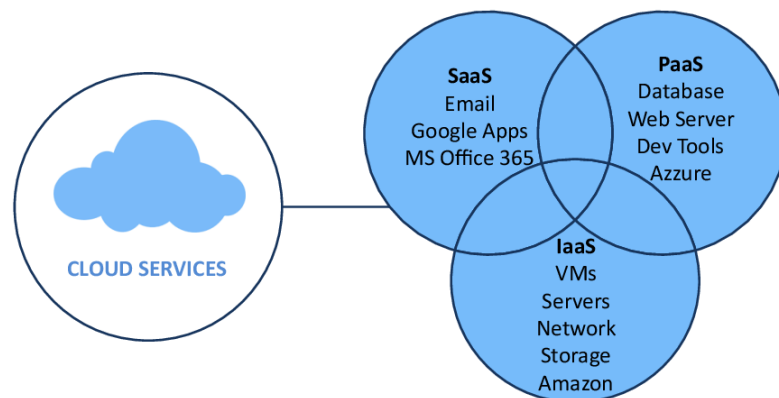 CLOUD SERVICES
SaaS
Email
Google Apps
MS Office 365
PaaS
Database
Web Server
Dev Tools
Azzure
IaaS
VMs
Servers
Network
Storage
Amazon